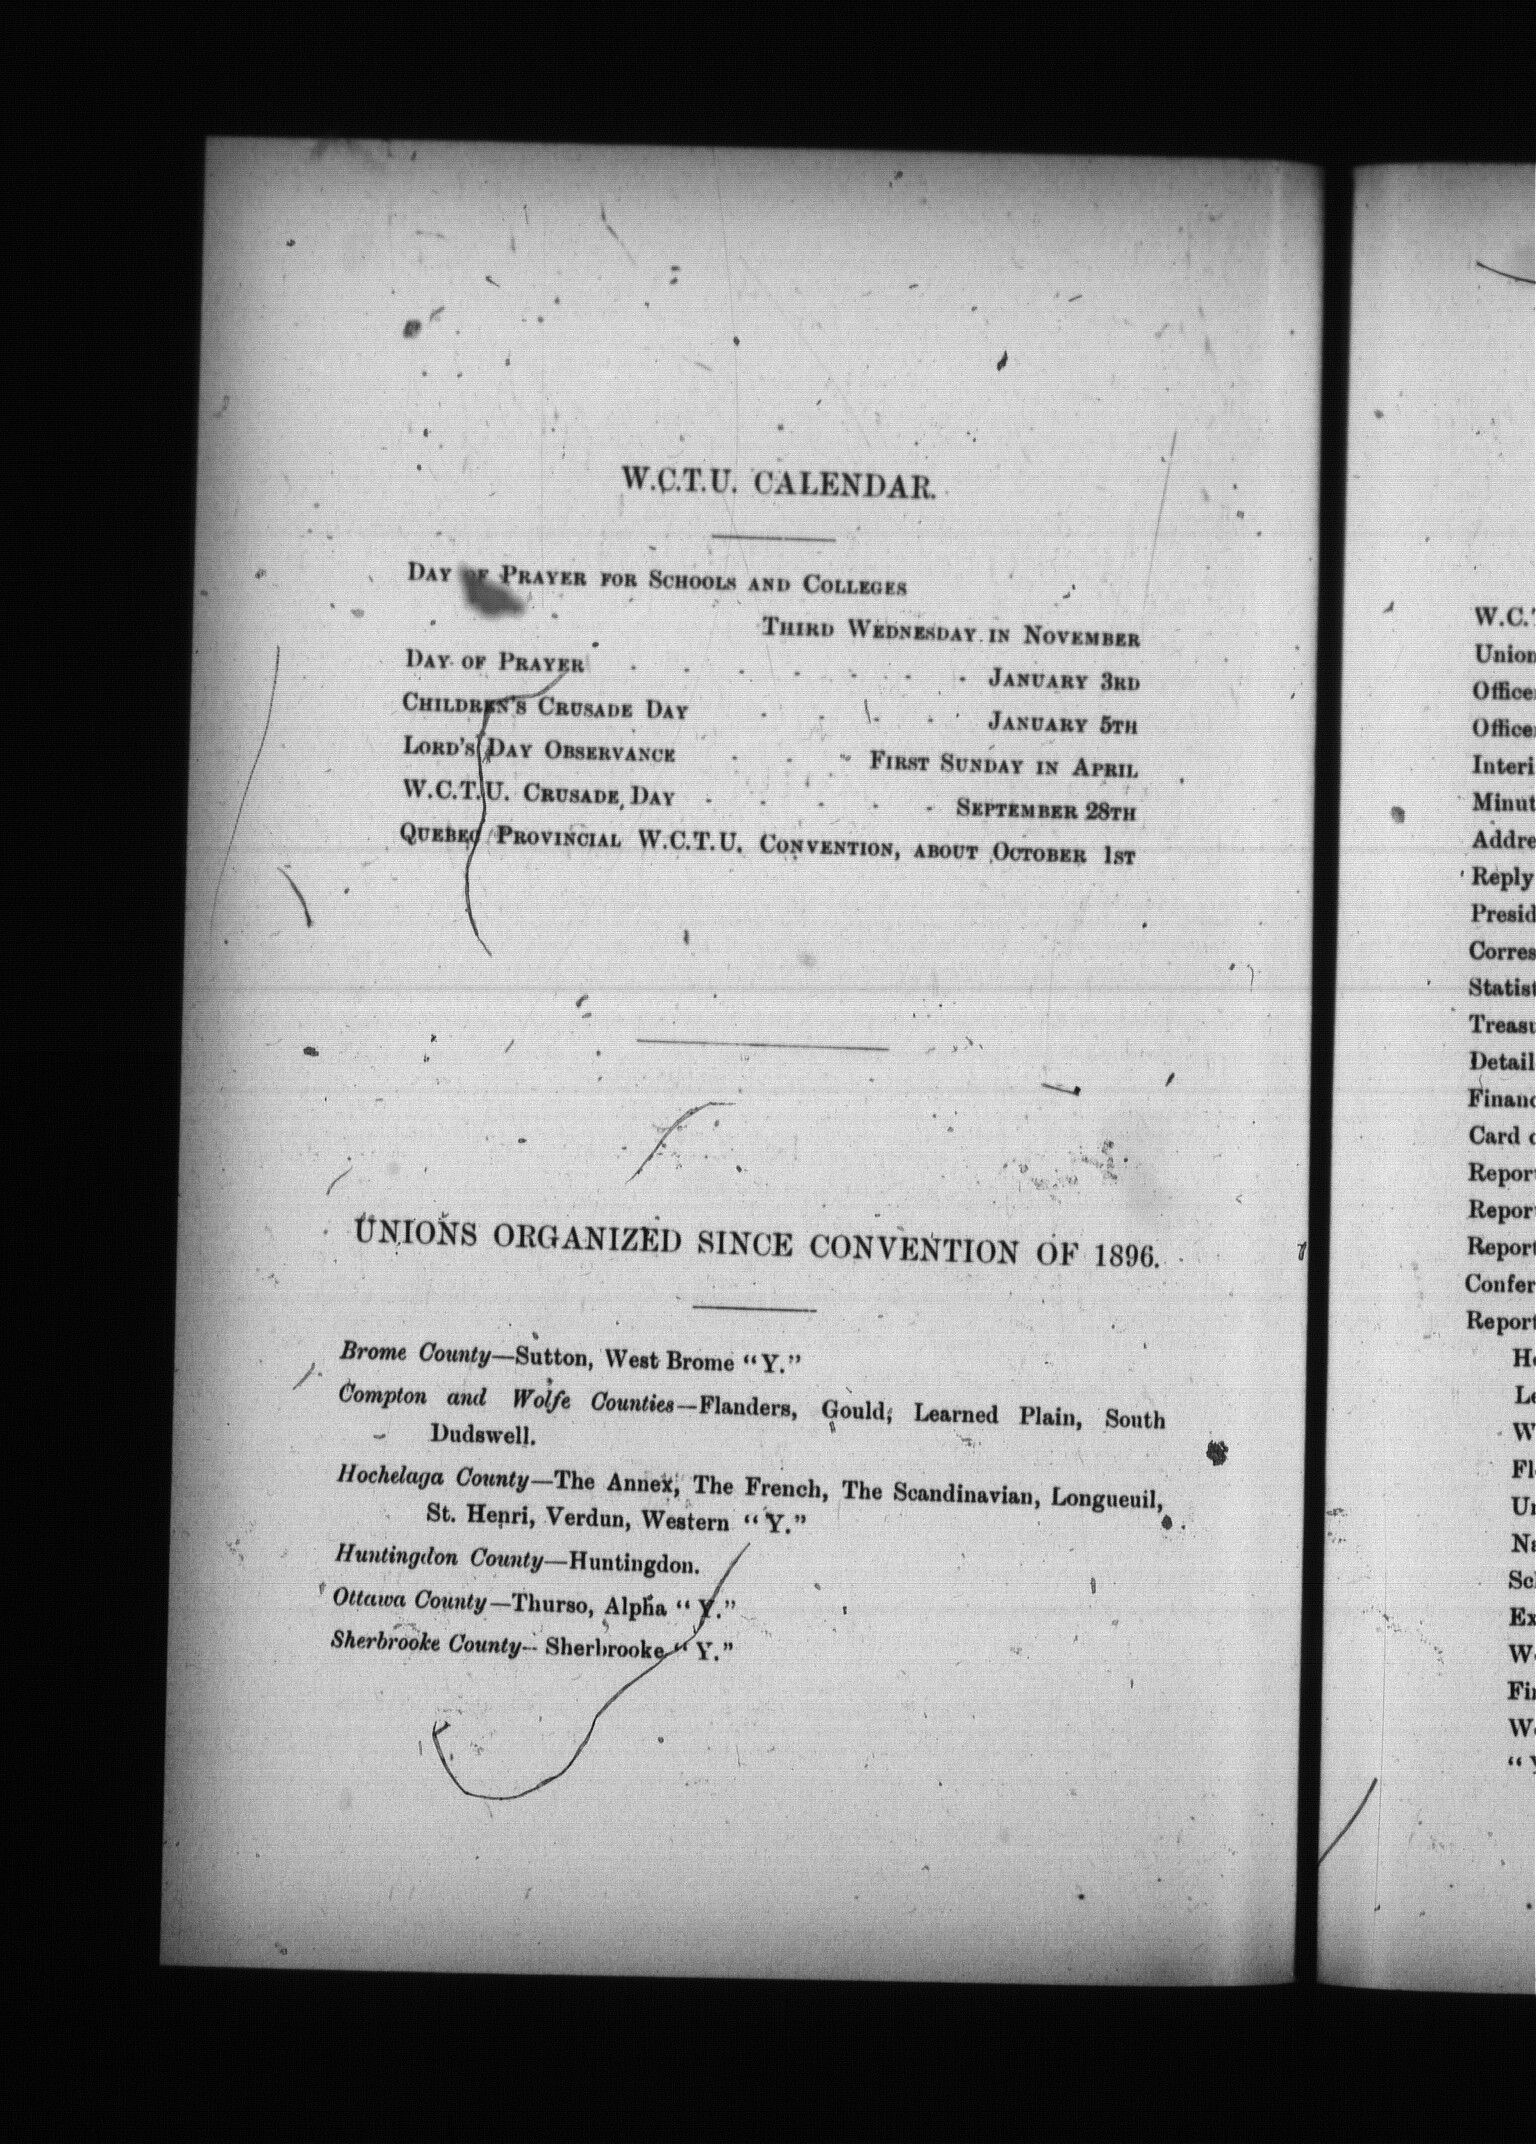 W.C.T.U. CALENDAR.
DAY OF PRAYER FOR SCHOOLS AND COLLEGES
THIRD WEDNESDAY IN NOVEMBER
DAY OF PRAYER - - - - - - - JANUARY 3RD
CHILDREN'S CRUSADE DAY - - - - - JANUARY 5TH
LORD'S DAY OBSERVANCE - - - FIRST SUNDAY IN APRIL
W.C.T.U. CRUSADE DAY - - - - - SEPTEMBER 28TH
QUEBEC PROVINCIAL W.C.T.U. CONVENTION, ABOUT OCTOBER 1ST
UNIONS ORGANIZED SINCE CONVENTION OF 1896.
Brome County—Sutton, West Brome "Y."
Compton and Wolfe Counties—Flanders, Gould, Learned Plain, South
Dudswell.
Hochelaga County—The Annex, The French, The Scandinavian, Longueuil,
St. Henri, Verdun, Western "Y."
Huntingdon County—Huntingdon.
Ottawa County—Thurso, Alpha "Y."
Sherbrooke County—Sherbrooke "Y."
W.C.T
Union
Office
Office
Interi
Minut
Addre
Reply
Presid
Corres
Statist
Treasu
Detail
Financ
Card
Report
Report
Report
Confer
Report